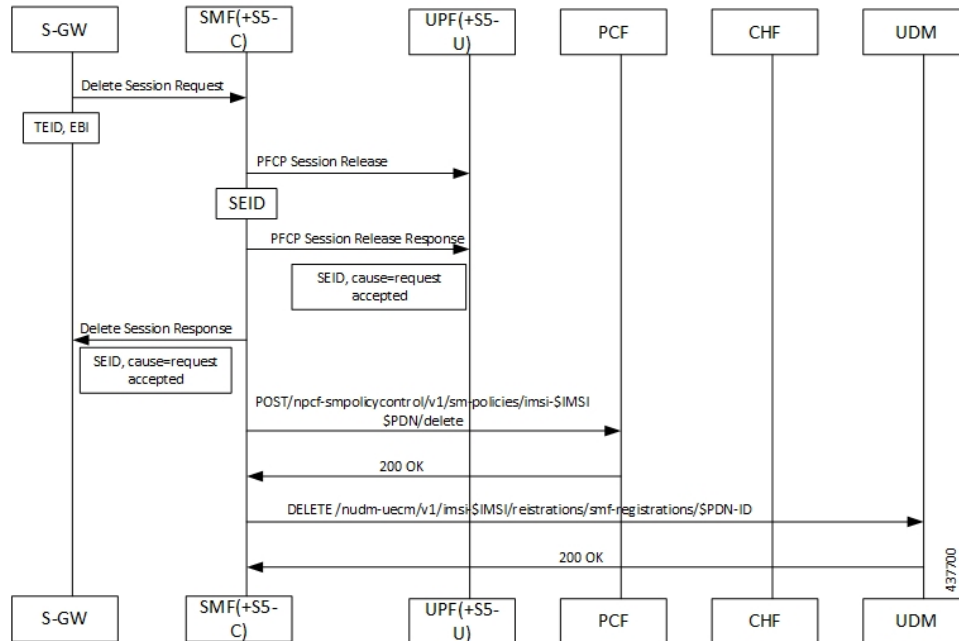 S-GW
SMF(+S5-
C)
UPF(+S5-
U)
PCF
CHF
UDM
Delete Session Request
TEID, EBI
PFCP Session Release
SEID
PFCP Session Release Response
SEID, cause=request
accepted
Delete Session Response
SEID, cause=request
accepted
POST/npcf-smpolicycontrol/v1/sm-policies/imsi-$IMSI
$PDN/delete
200 OK
DELETE /nudm-uecm/v1/imsi-$IMSI/reistrations/smf-registrations/$PDN-ID
200 OK
437700
S-GW
SMF(+S5-
C)
UPF(+S5-
U)
PCF
CHF
UDM